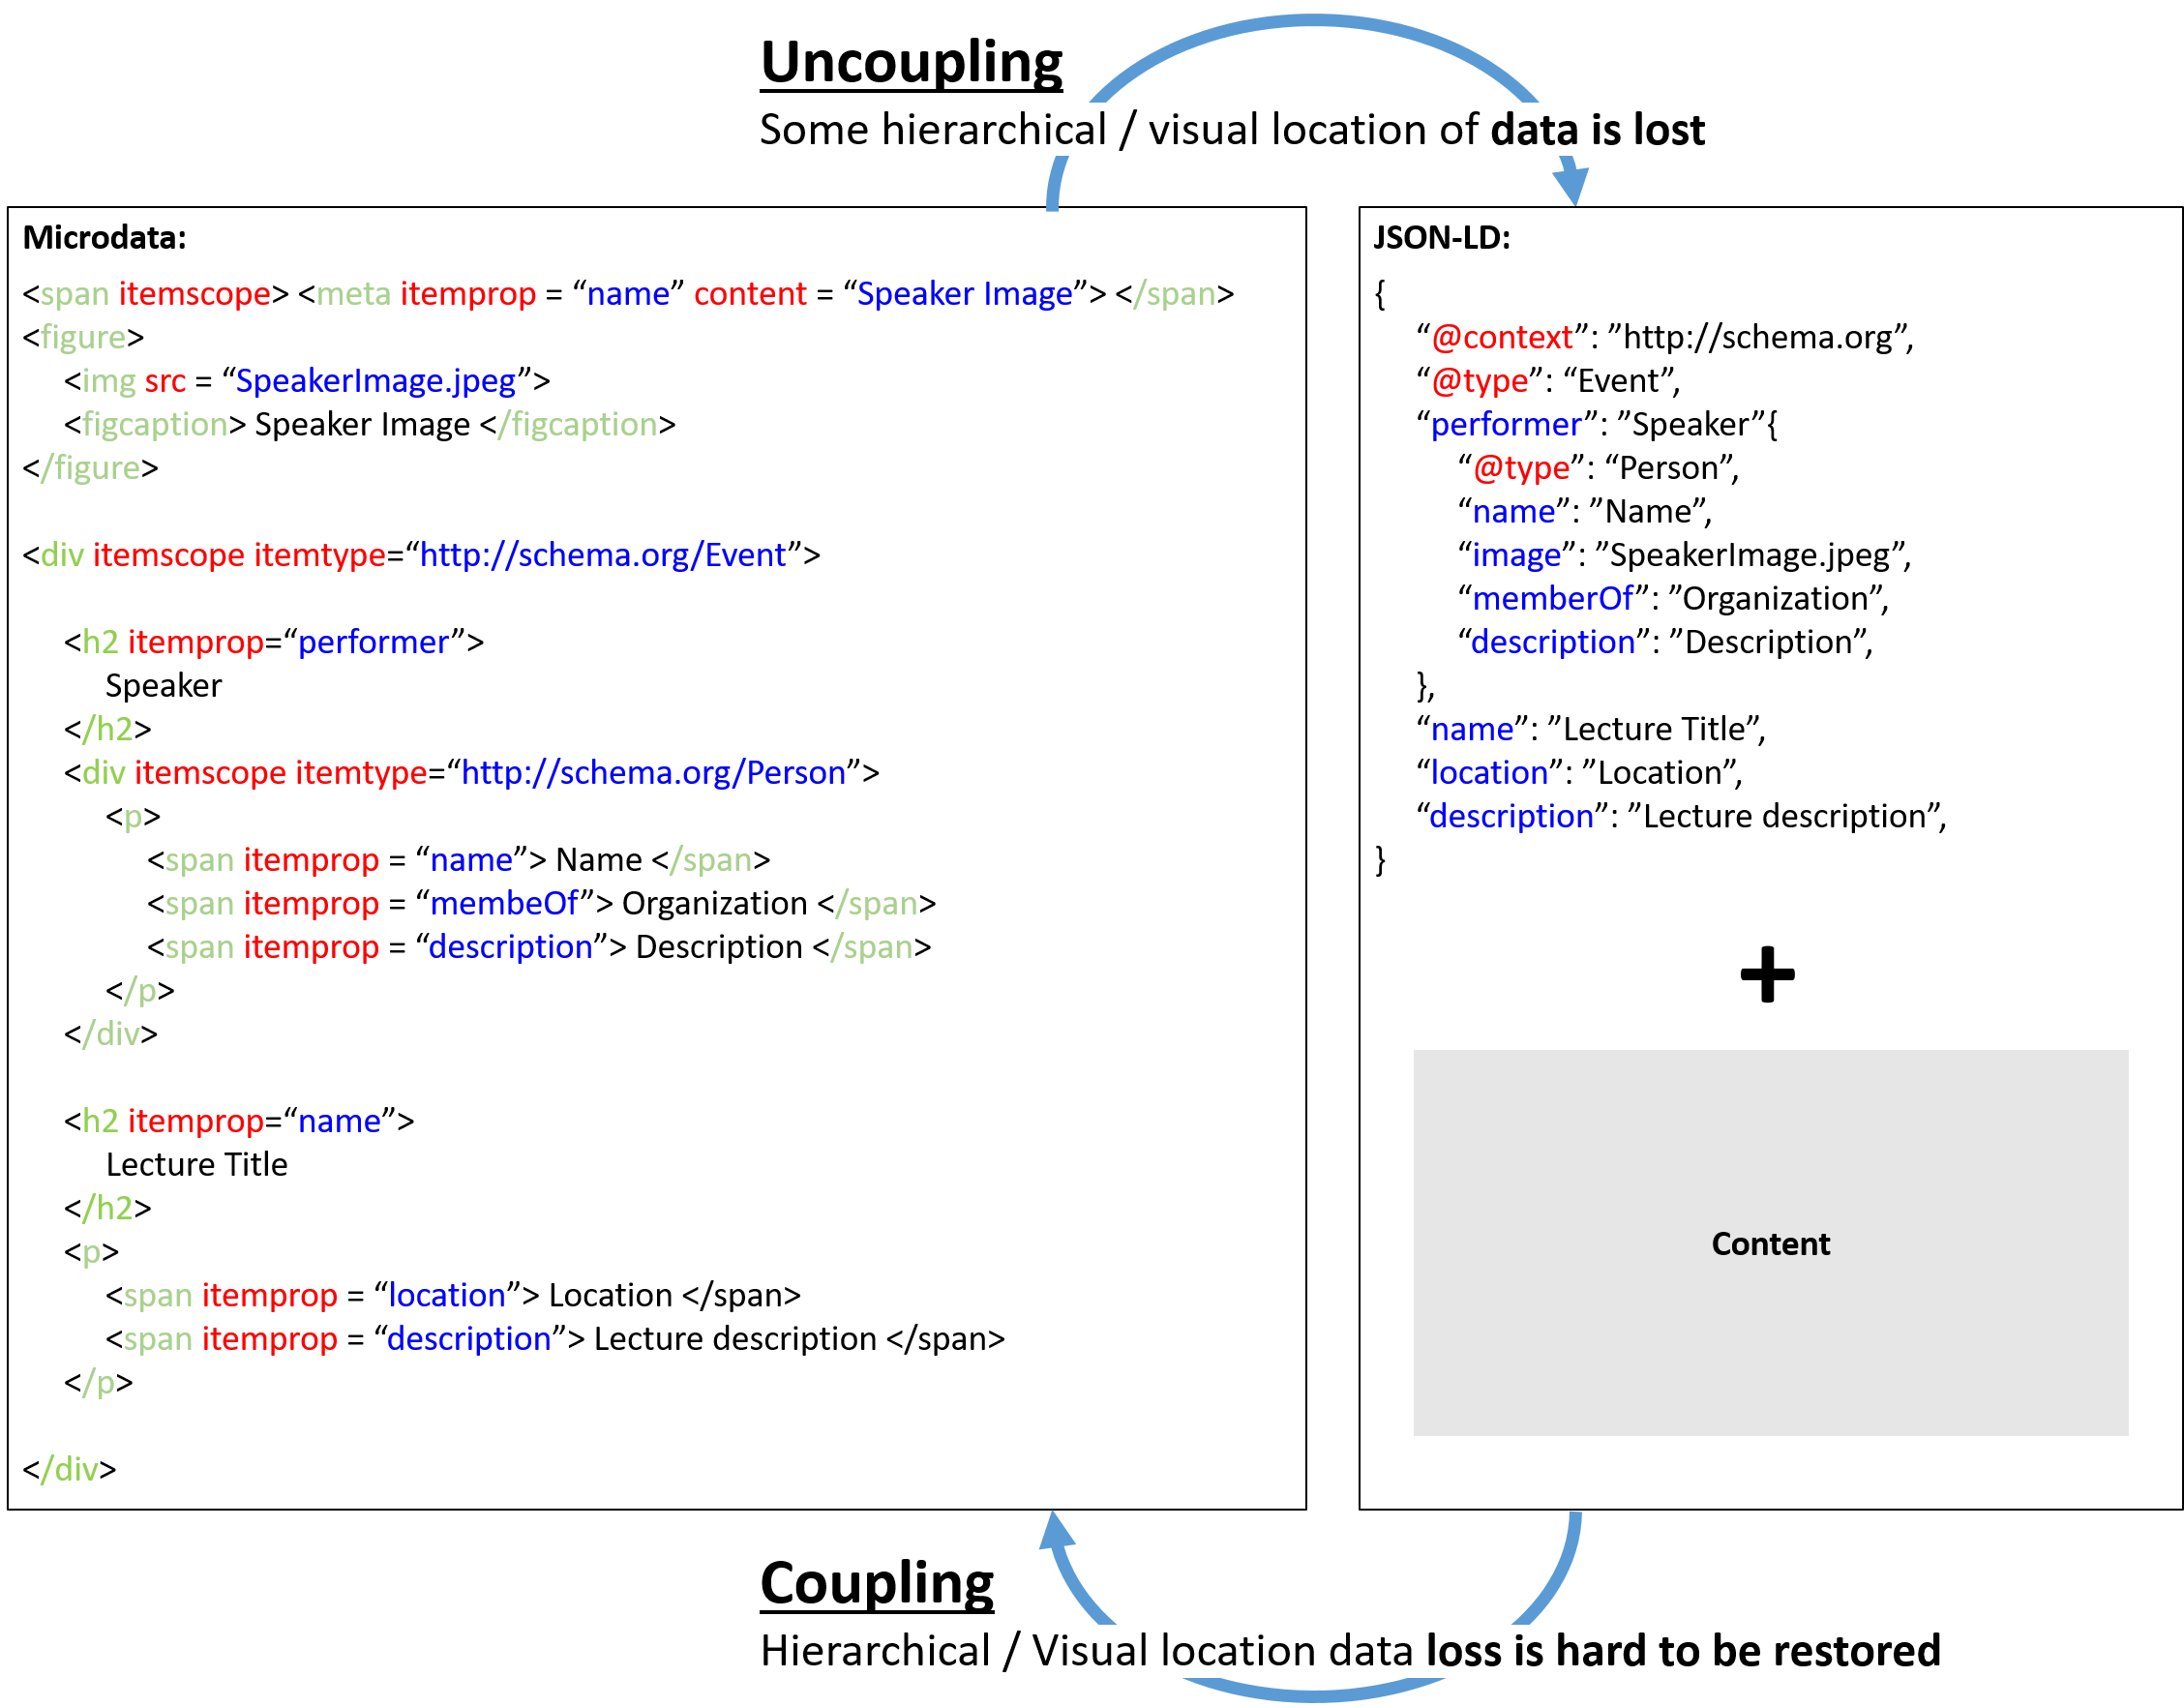 Uncoupling
Some hierarchical / visual location of data is lost
Microdata:
<span itemscope> <meta itemprop = “name” content = “Speaker Image”> </span>
<figure>
<img src = “SpeakerImage.jpeg”>
<figcaption> Speaker Image </figcaption>
</figure>
<div itemscope itemtype=“http://schema.org/Event”>
<h2 itemprop=“performer”>
Speaker
</h2>
<div itemscope itemtype=“http://schema.org/Person”>
<p>
<span itemprop = “name”> Name </span>
<span itemprop = “membeOf”> Organization </span>
<span itemprop = “description”> Description </span>
</p>
</div>
<h2 itemprop=“name”>
Lecture Title
</h2>
<p>
<span itemprop = “location”> Location </span>
<span itemprop = “description”> Lecture description </span>
</p>
</div>
JSON-LD:
{
“@context”: ”http://schema.org”,
“@type”: “Event”,
“performer”: ”Speaker”{
“@type”: “Person”,
“name”: ”Name”,
“image”: ”SpeakerImage.jpeg”,
“memberOf”: ”Organization”,
“description”: ”Description”,
},
“name”: ”Lecture Title”,
“location”: ”Location”,
“description”: ”Lecture description”,
}
+
Content
Coupling
Hierarchical / Visual location data loss is hard to be restored